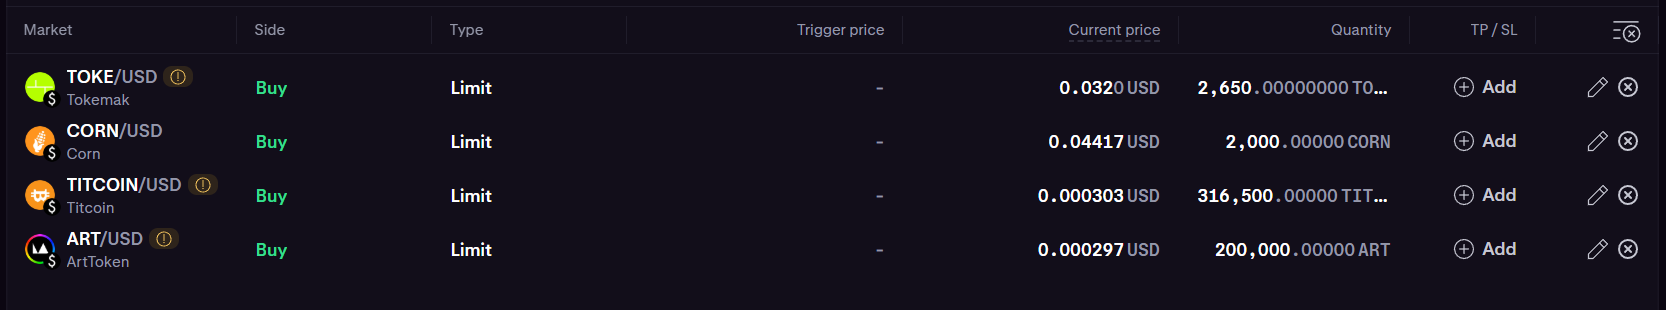 Market Side Type Trigger price Current price Quantity TP / SL
TOKE/USD Buy Limit - 0.0320 USD 2,650.00000000 TO... Add
Tokemak
CORN/USD Buy Limit - 0.04417 USD 2,000.00000 CORN Add
Corn
TITCOIN/USD Buy Limit - 0.000303 USD 316,500.00000 TIT... Add
Titcoin
ART/USD Buy Limit - 0.000297 USD 200,000.00000 ART Add
ArtToken